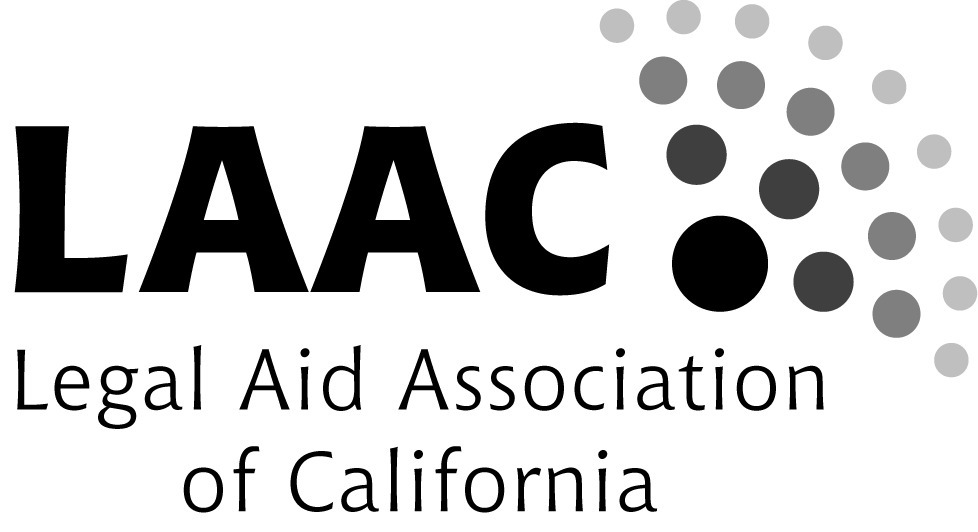 LAAC
Legal Aid Association
of California